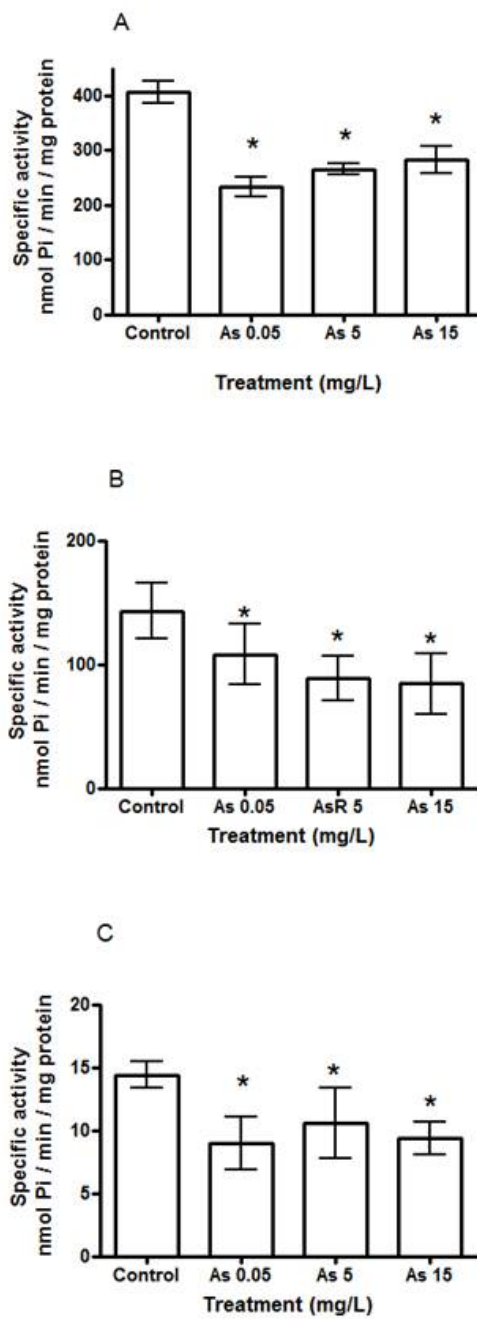 A
Specific activity
nmol Pi / min / mg protein
400
300
200
100
0
*
*
*
Control As 0.05 As 5 As 15
Treatment (mg/L)
B
Specific activity
nmol Pi / min / mg protein
200
100
0
*
*
*
Control As 0.05 AsR 5 As 15
Treatment (mg/L)
C
Specific activity
nmol Pi / min / mg protein
20
15
10
5
0
*
*
*
Control As 0.05 As 5 As 15
Treatment (mg/L)